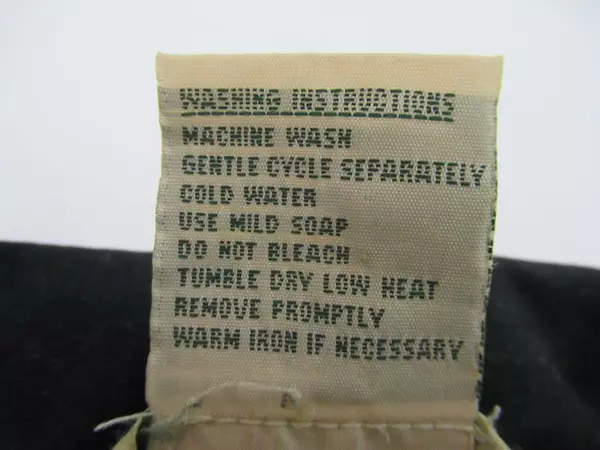 WASHING INSTRUCTIONS
MACHINE WASH
GENTLE CYCLE SEPARATELY
COLD WATER
USE MILD SOAP
DO NOT BLEACH
TUMBLE DRY LOW HEAT
REMOVE PROMPTLY
WARM IRON IF NECESSARY